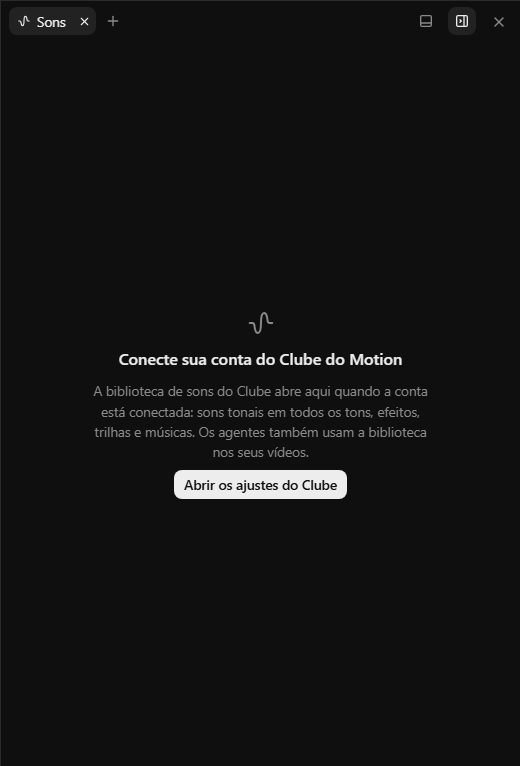 Sons
Conecte sua conta do Clube do Motion
A biblioteca de sons do Clube abre aqui quando a conta
está conectada: sons tonais em todos os tons, efeitos,
trilhas e músicas. Os agentes também usam a biblioteca
nos seus vídeos.
Abrir os ajustes do Clube